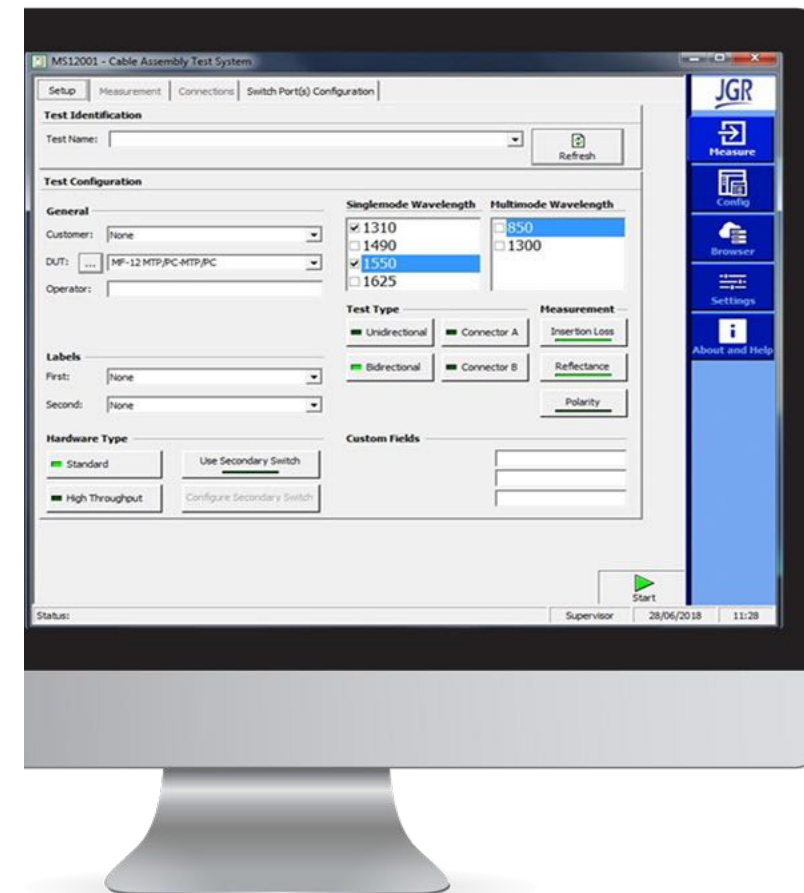 MS12001 - Cable Assembly Test System
Setup Measurement Connections Switch Port(s) Configuration
JGR
Test Identification
Test Name:
Refresh
Measure
Test Configuration
General
Singlemode Wavelength
Multimode Wavelength
Config
Customer: None
1310
850
1490
1300
DUT: ... MF-12 MTP/PC-MTP/PC
1550
Browser
Operator:
1625
Settings
Test Type
Measurement
Unidirectional
Connector A
Insertion Loss
About and Help
Labels
First: None
Bidirectional
Connector B
Reflectance
Second: None
Polarity
Hardware Type
Custom Fields
Standard
Use Secondary Switch
High Throughput
Configure Secondary Switch
Start
Status:
Supervisor
28/06/2018
11:28